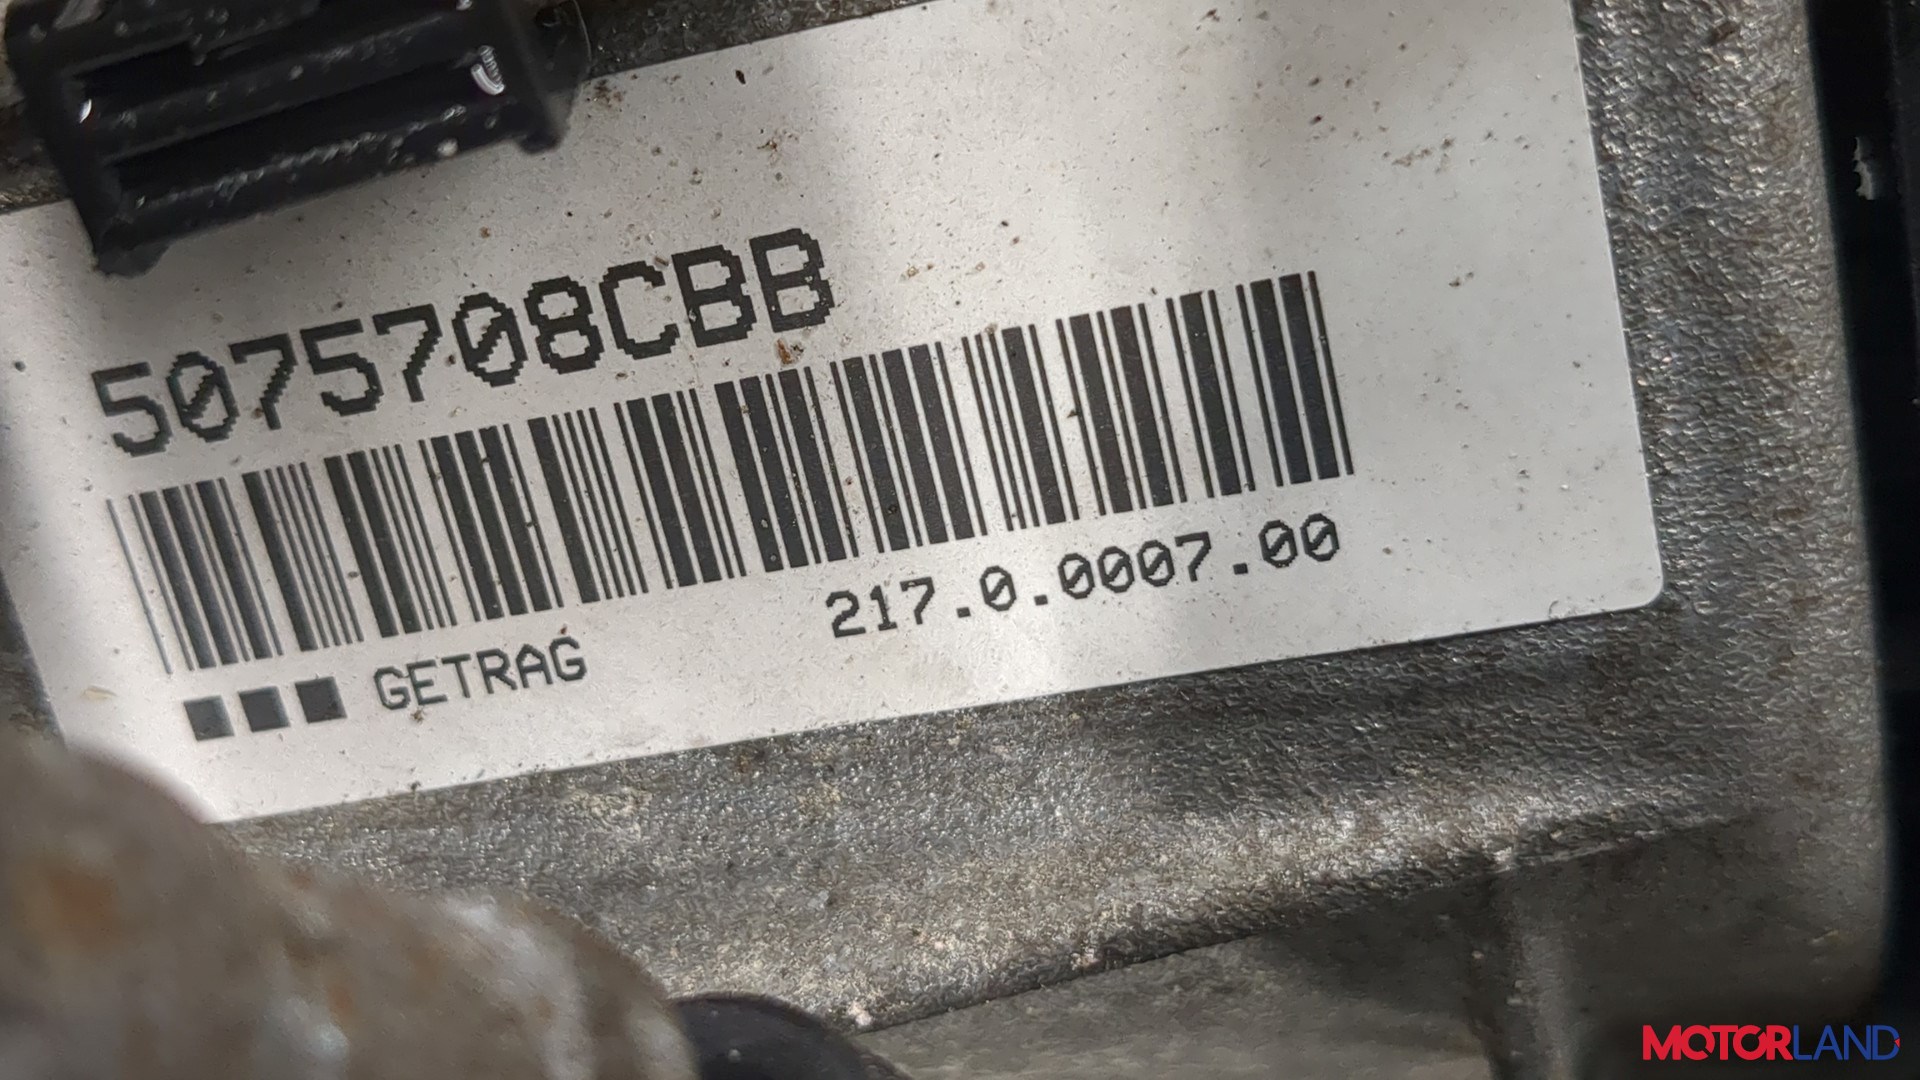 5075708CBB
217.0.0007.00
GETRAG
MOTORLAND